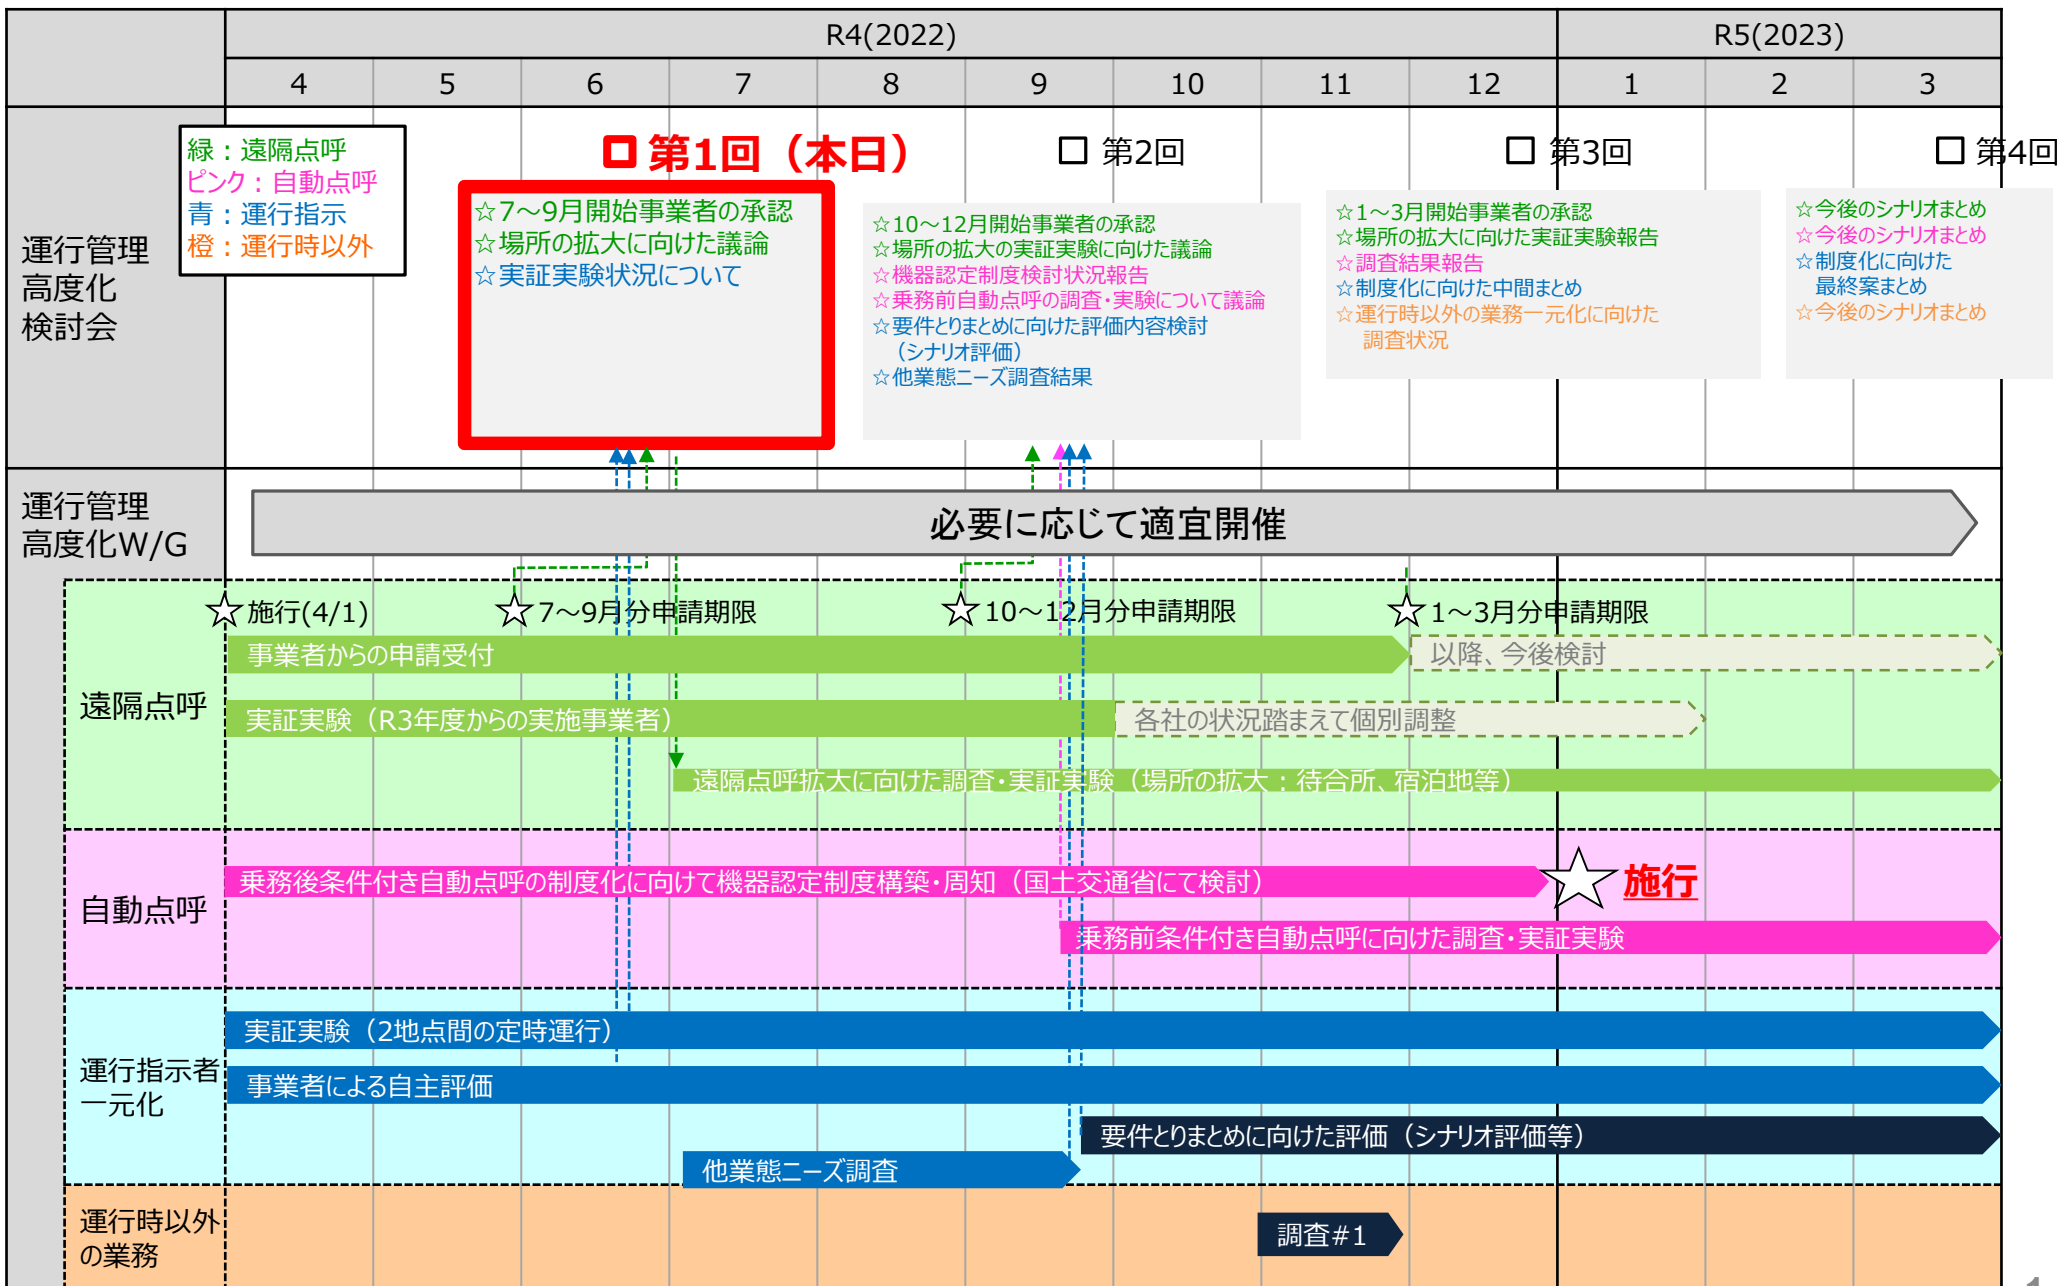 R4(2022)
R5(2023)
4
5
6
7
8
9
10
11
12
1
2
3
運行管理
高度化
検討会
緑：遠隔点呼
ピンク：自動点呼
青：運行指示
橙：運行時以外
第1回（本日）
☆7～9月開始事業者の承認
☆場所の拡大に向けた議論
☆実証実験状況について
第2回
☆10～12月開始事業者の承認
☆場所の拡大の実証実験に向けた議論
☆機器認定制度検討状況報告
☆乗務前自動点呼の調査・実験について議論
☆要件とりまとめに向けた評価内容検討
（シナリオ評価）
☆他業態ニーズ調査結果
第3回
☆1～3月開始事業者の承認
☆場所の拡大に向けた実証実験報告
☆調査結果報告
☆制度化に向けた中間まとめ
☆運行時以外の業務一元化に向けた
調査状況
第4回
☆今後のシナリオまとめ
☆今後のシナリオまとめ
☆制度化に向けた
最終案まとめ
☆今後のシナリオまとめ
運行管理
高度化W/G
必要に応じて適宜開催
遠隔点呼
施行(4/1)
7～9月分申請期限
10～12月分申請期限
1～3月分申請期限
事業者からの申請受付
以降、今後検討
実証実験（R3年度からの実施事業者）
各社の状況踏まえて個別調整
遠隔点呼拡大に向けた調査・実証実験（場所の拡大：待合所、宿泊地等）
自動点呼
乗務後条件付き自動点呼の制度化に向けて機器認定制度構築・周知（国土交通省にて検討）
施行
乗務前条件付き自動点呼に向けた調査・実証実験
運行指示者
一元化
実証実験（2地点間の定時運行）
事業者による自主評価
要件とりまとめに向けた評価（シナリオ評価等）
他業態ニーズ調査
運行時以外
の業務
調査#1
1